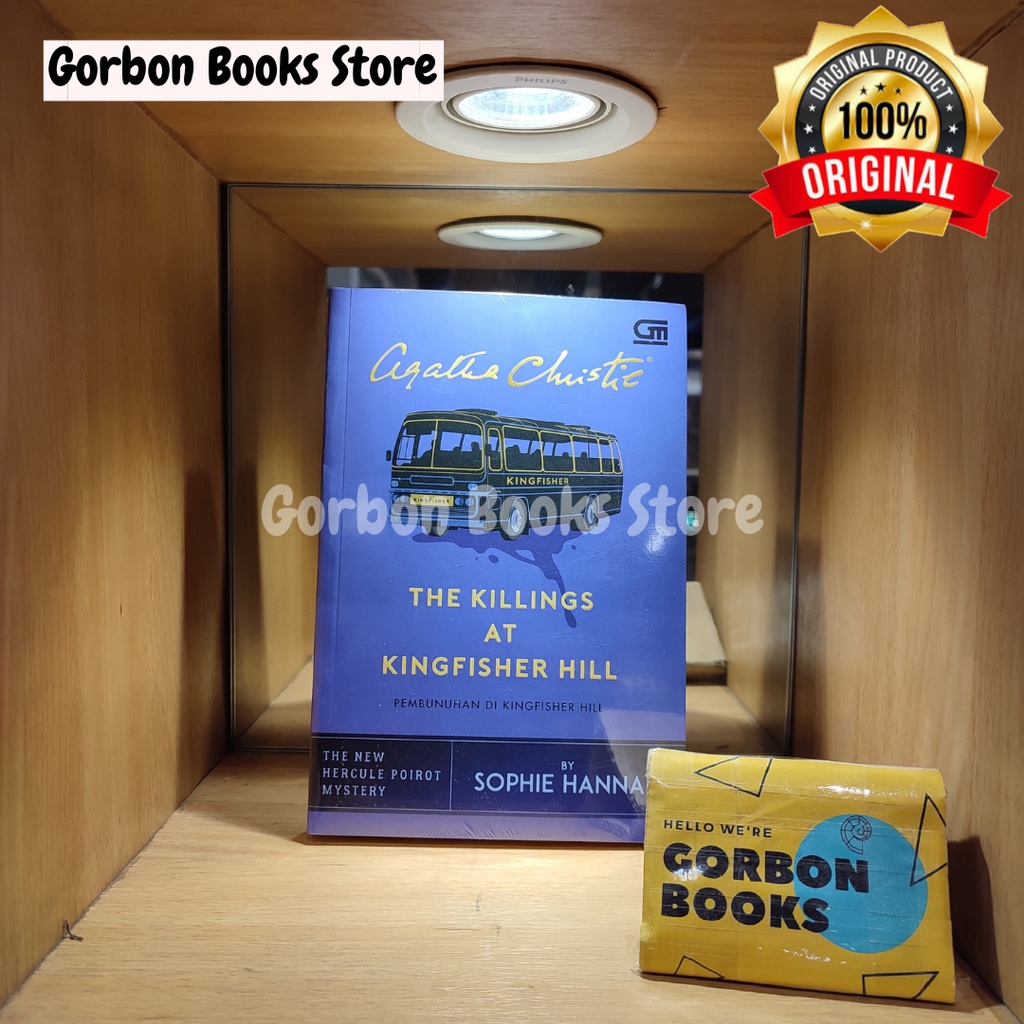 Gorbon Books Store
ORIGINAL PRODUCT
100%
ORIGINAL
PHILIPS
GM
Agatha Christie®
KINGFISHER
KINGFISHER
Gorbon Books Store
THE KILLINGS
AT
KINGFISHER HILL
PEMBUNUHAN DI KINGFISHER HILL
THE NEW
HERCULE POIROT
MYSTERY
BY
SOPHIE HANNA
HELLO WE'RE
GORBON
BOOKS